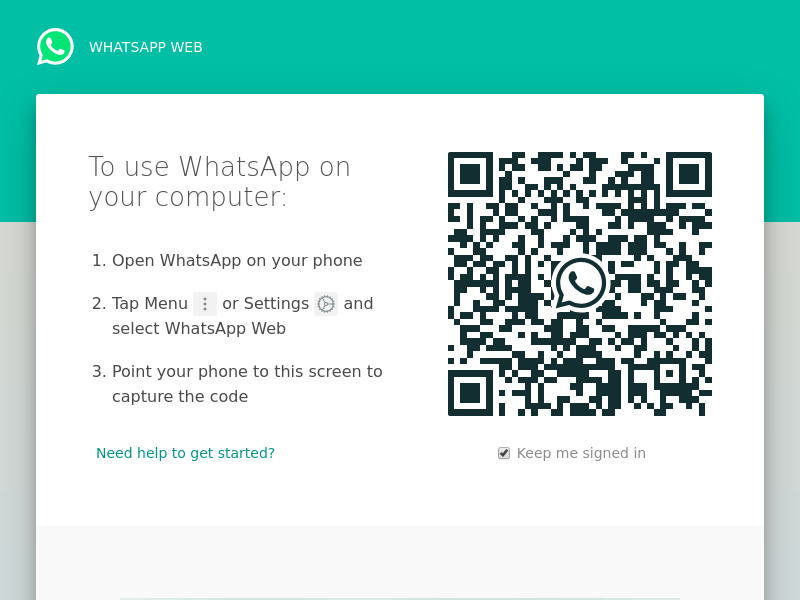 WHATSAPP WEB
To use WhatsApp on
your computer:
1. Open WhatsApp on your phone
2. Tap Menu or Settings and
select WhatsApp Web
3. Point your phone to this screen to
capture the code
Need help to get started?
Keep me signed in